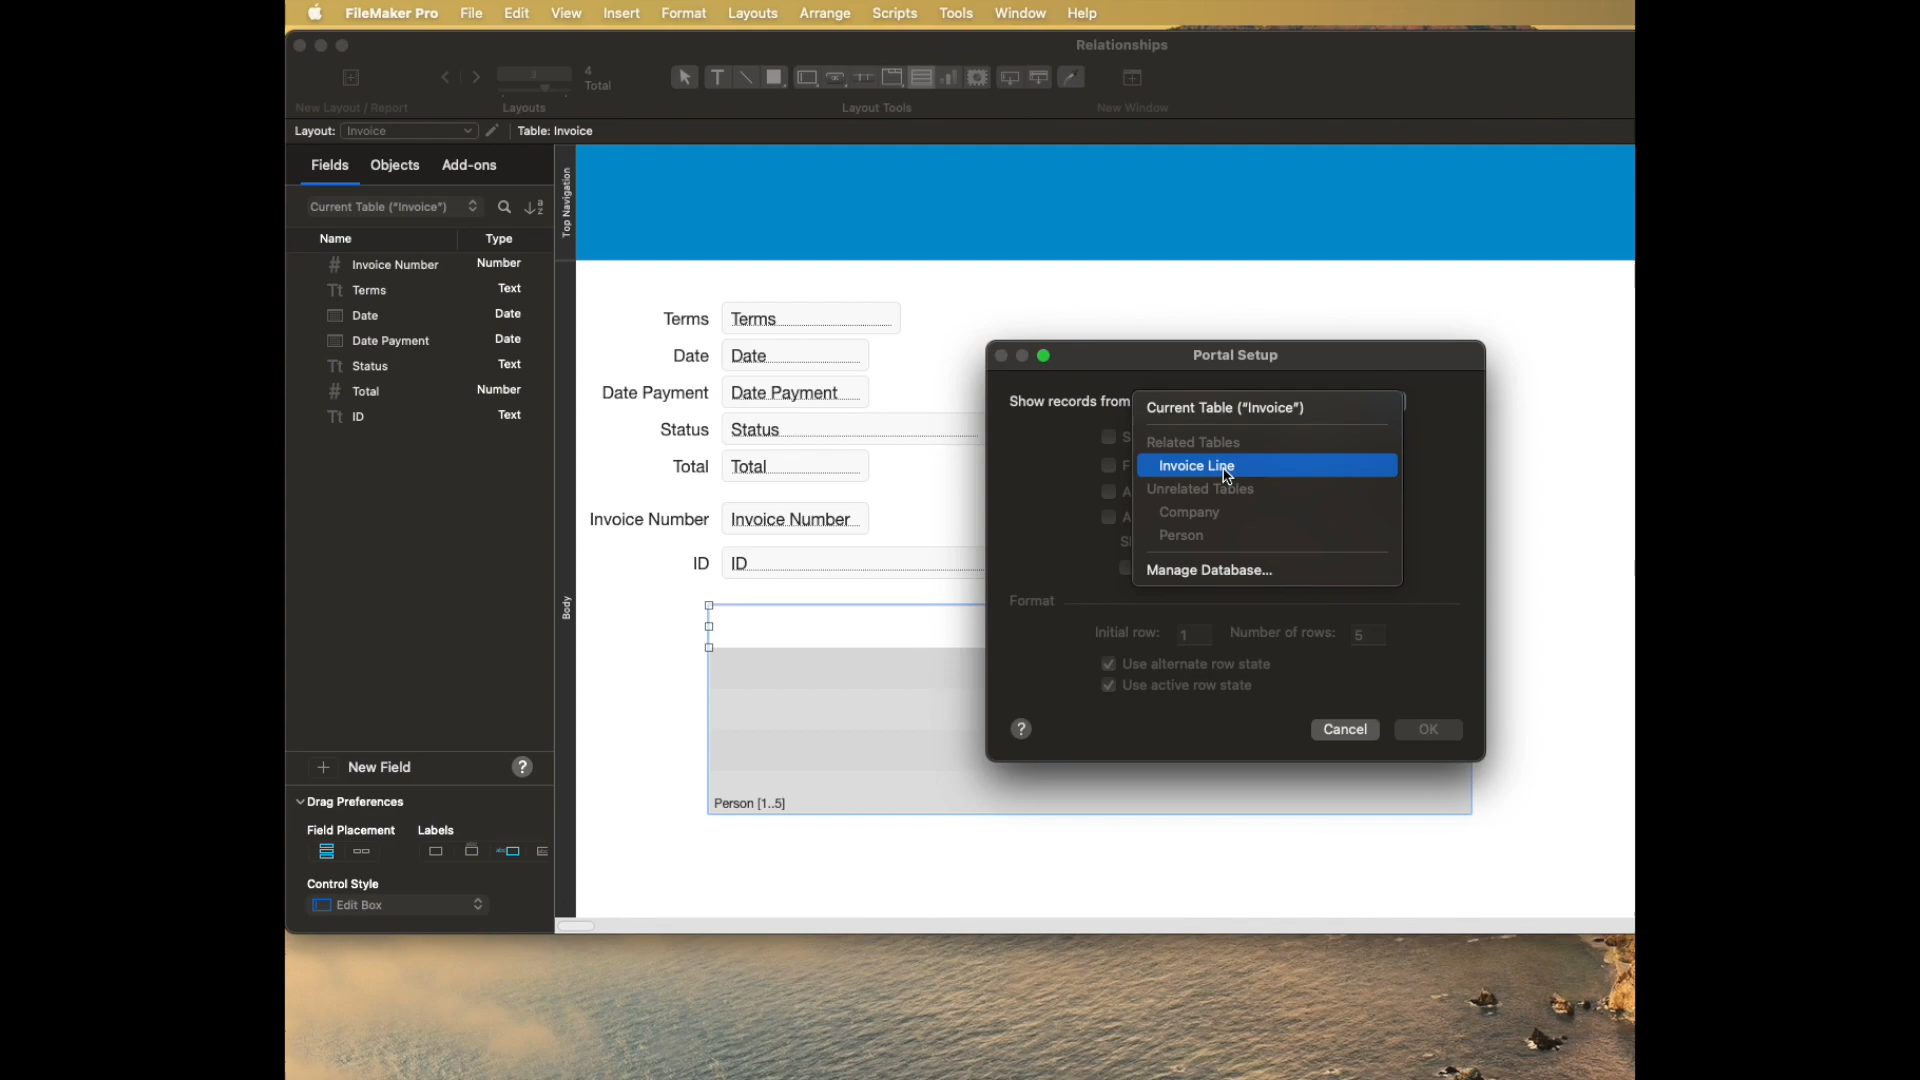 FileMaker Pro File Edit View Insert Format Layouts Arrange Scripts Tools Window Help
Relationships
3
4
Total
New Layout / Report
Layouts
Layout Tools
New Window
Layout: Invoice
Table: Invoice
Fields Objects Add-ons
Current Table ("Invoice")
Name Type
Invoice Number Number
Terms Text
Date Date
Date Payment Date
Status Text
Total Number
ID Text
New Field
?
Drag Preferences
Field Placement Labels
Control Style
Edit Box
Top Navigation
Body
Terms Terms
Date Date
Date Payment Date Payment
Status Status
Total Total
Invoice Number Invoice Number
ID ID
Person [1..5]
Portal Setup
Show records from
Current Table ("Invoice")
Related Tables
Invoice Line
Unrelated Tables
Company
Person
Manage Database...
Format
Initial row: 1 Number of rows: 5
Use alternate row state
Use active row state
?
Cancel OK